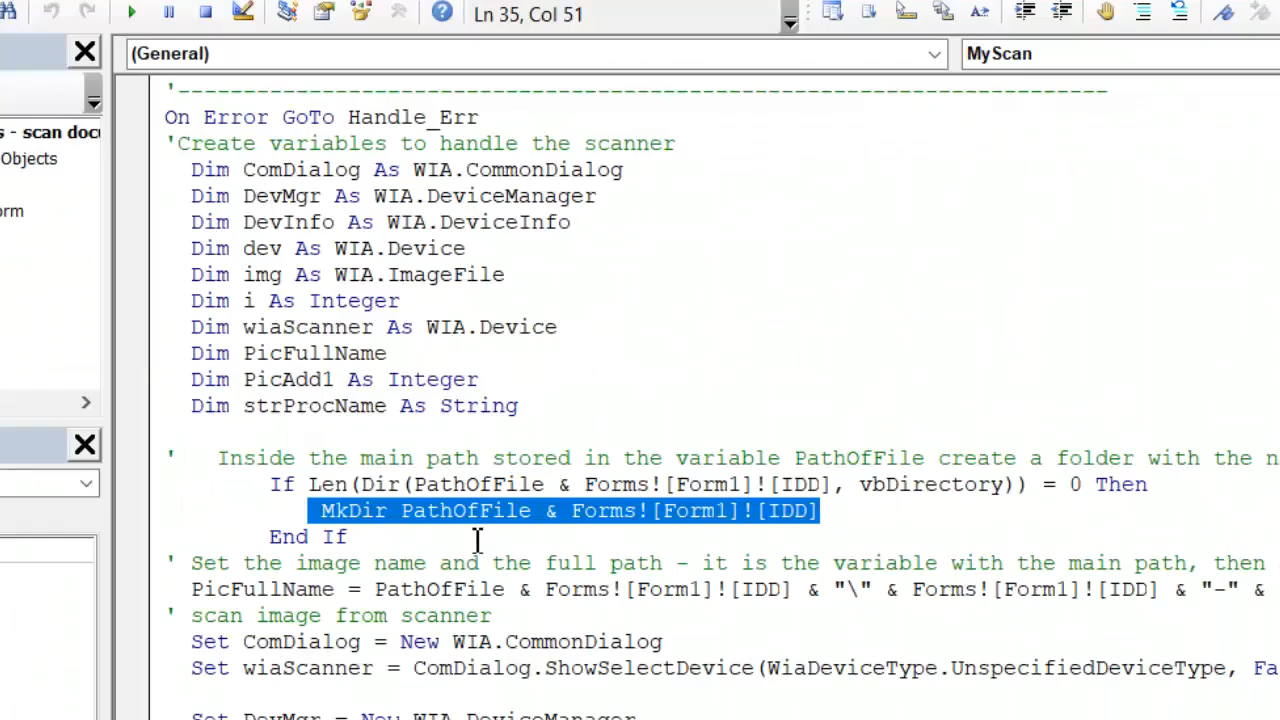 Ln 35, Col 51
(General)
MyScan
'-----------------------------------------------------------------------
On Error GoTo Handle_Err
'Create variables to handle the scanner
Dim ComDialog As WIA.CommonDialog
s - scan docu
Dim DevMgr As WIA.DeviceManager
Objects
Dim DevInfo As WIA.DeviceInfo
orm
Dim dev As WIA.Device
Dim img As WIA.ImageFile
Dim i As Integer
Dim wiaScanner As WIA.Device
Dim PicFullName
Dim PicAdd1 As Integer
Dim strProcName As String
' Inside the main path stored in the variable PathOfFile create a folder with the n
If Len(Dir(PathOfFile & Forms![Form1]![IDD], vbDirectory)) = 0 Then
MkDir PathOfFile & Forms![Form1]![IDD]
End If
' Set the image name and the full path - it is the variable with the main path, then
PicFullName = PathOfFile & Forms![Form1]![IDD] & "\" & Forms![Form1]![IDD] & "-" &
' scan image from scanner
Set ComDialog = New WIA.CommonDialog
Set wiaScanner = ComDialog.ShowSelectDevice(WiaDeviceType.UnspecifiedDeviceType, Fa
Set DevMgr = New WIA.DeviceManager